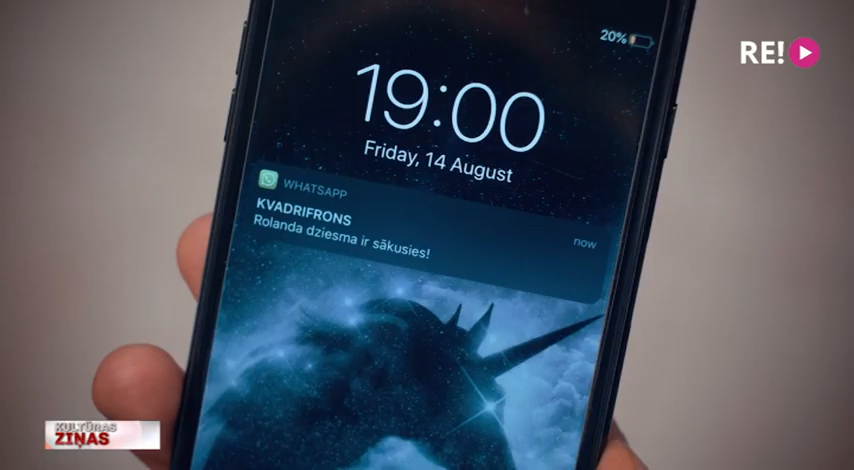 20%
RE!
19:00
Friday, 14 August
WHATSAPP
KVADRIFRONS
now
Rolanda dziesma ir sākusies!
KULTŪRAS
ZIŅAS